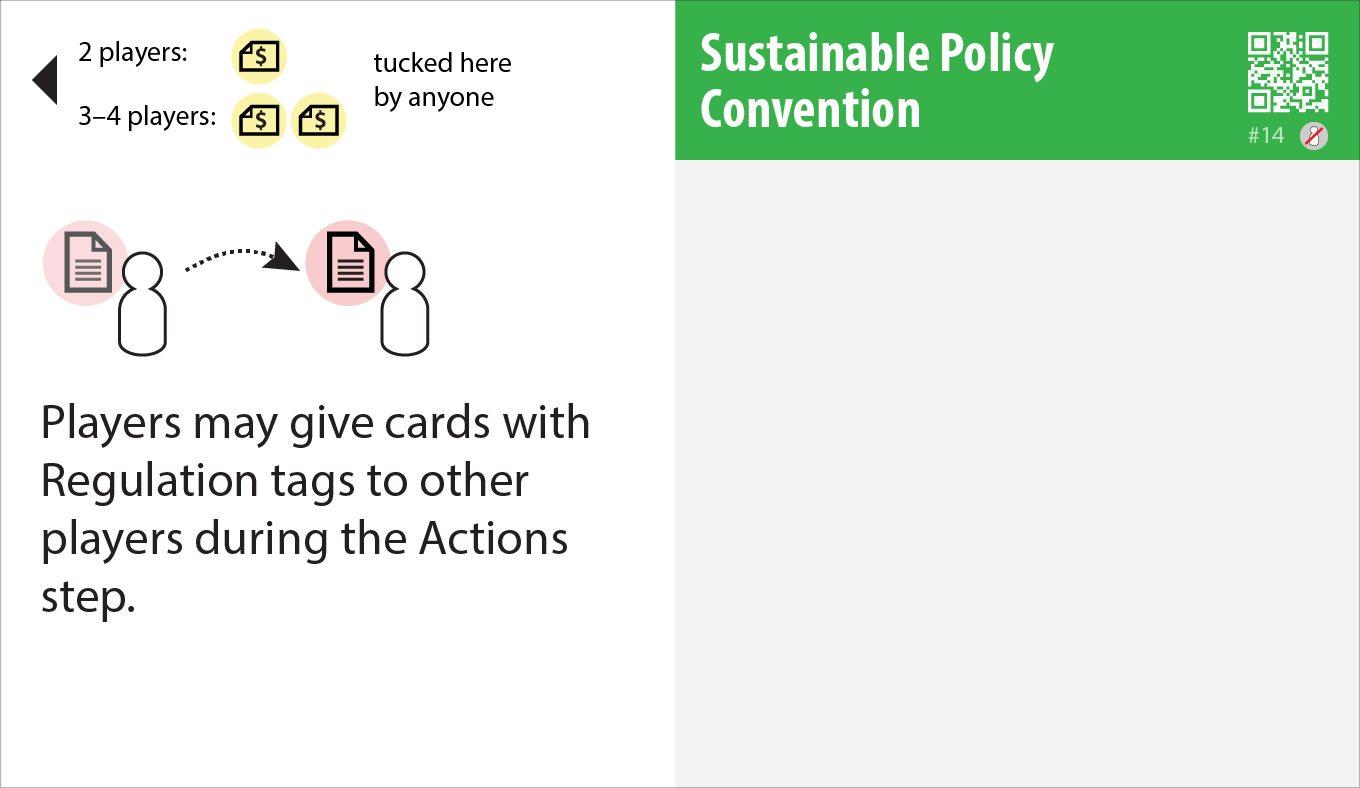 2 players:
3–4 players:
tucked here
by anyone
Players may give cards with
Regulation tags to other
players during the Actions
step.
Sustainable Policy
Convention
#14